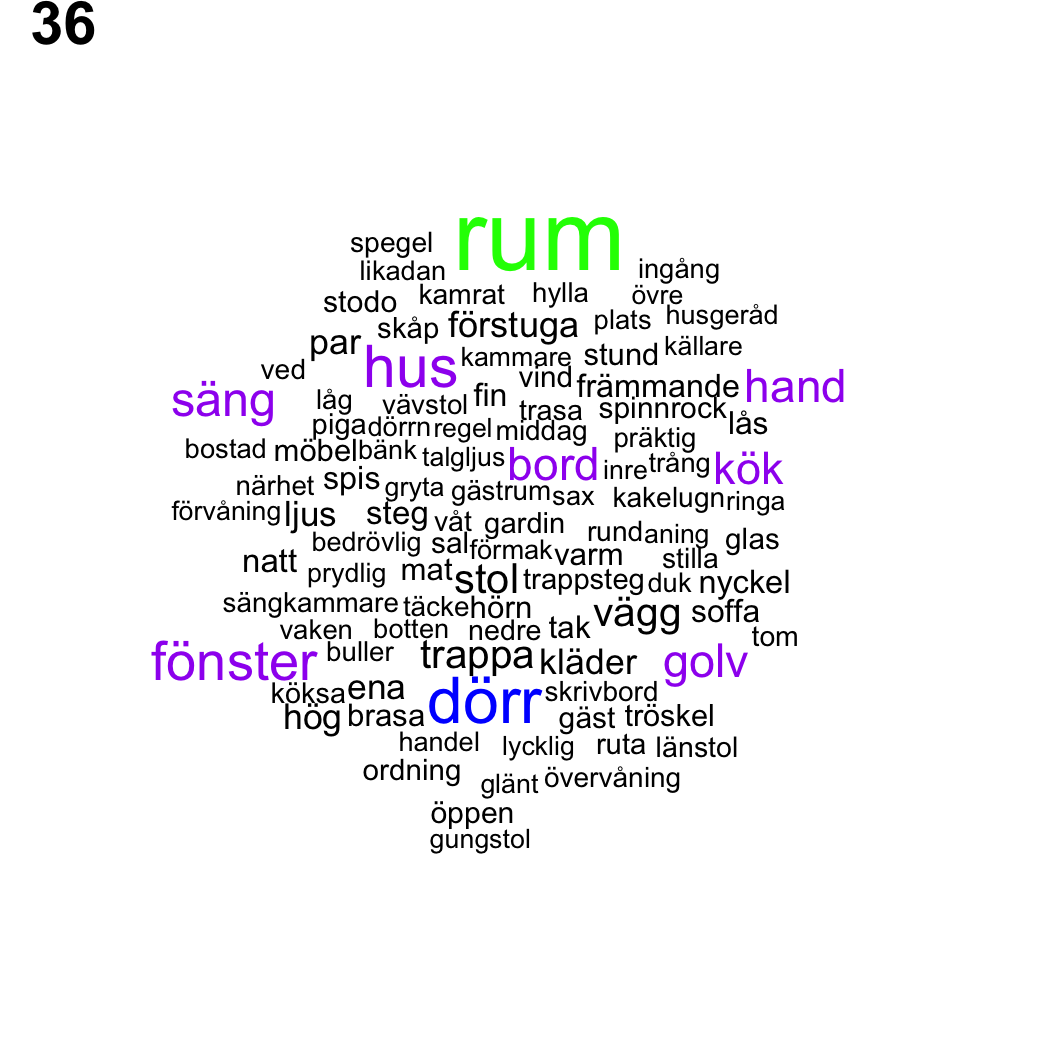 36
rum
spegel
likadan ingång
stodo kamrat hylla övre
skåp förstuga plats husgeråd
par hus kammare stund källare
ved vind främmande hand
säng låg vävstol fin trasa spinnrock lås
piga dörrn regel middag präktig
bostad möbel bänk talgljus bord inre trång kök
närhet spis gryta gästrum sax kakelugn ringa
förvåning ljus steg våt gardin rund aning glas
bedrövlig sal förmak varm stilla
natt prydlig mat stol trappsteg duk nyckel
sängkammare täcke hörn vägg soffa
vaken botten nedre tak tom
fönster buller trappa kläder golv
köksa ena dörr skrivbord
hög brasa gäst tröskel
handel lycklig ruta länstol
ordning glänt övervåning
öppen
gungstol